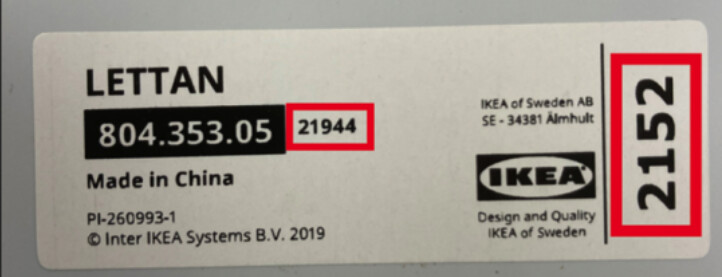 LETTAN
804.353.05 21944
Made in China
PI-260993-1
© Inter IKEA Systems B.V. 2019
IKEA of Sweden AB
SE - 34381 Älmhult
IKEA
Design and Quality
IKEA of Sweden
2152